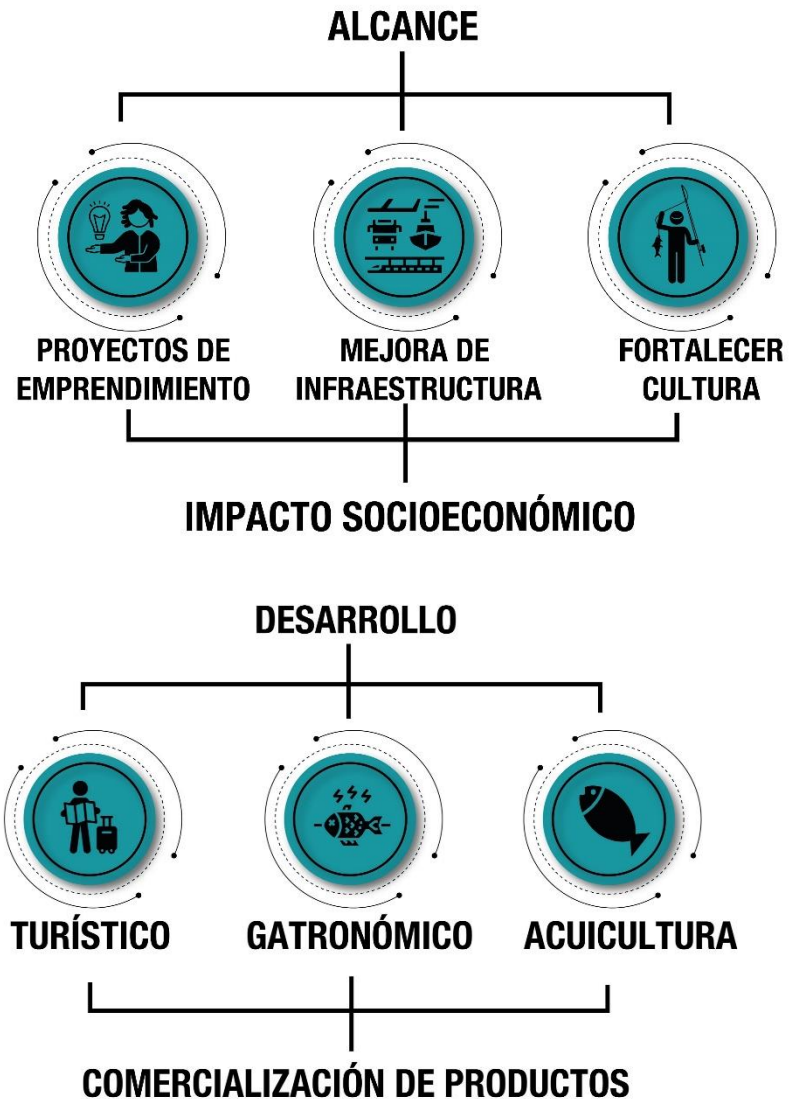 ALCANCE
PROYECTOS DE
EMPRENDIMIENTO
MEJORA DE
INFRAESTRUCTURA
FORTALECER
CULTURA
IMPACTO SOCIOECONÓMICO
DESARROLLO
TURÍSTICO
GATRONÓMICO
ACUICULTURA
COMERCIALIZACIÓN DE PRODUCTOS